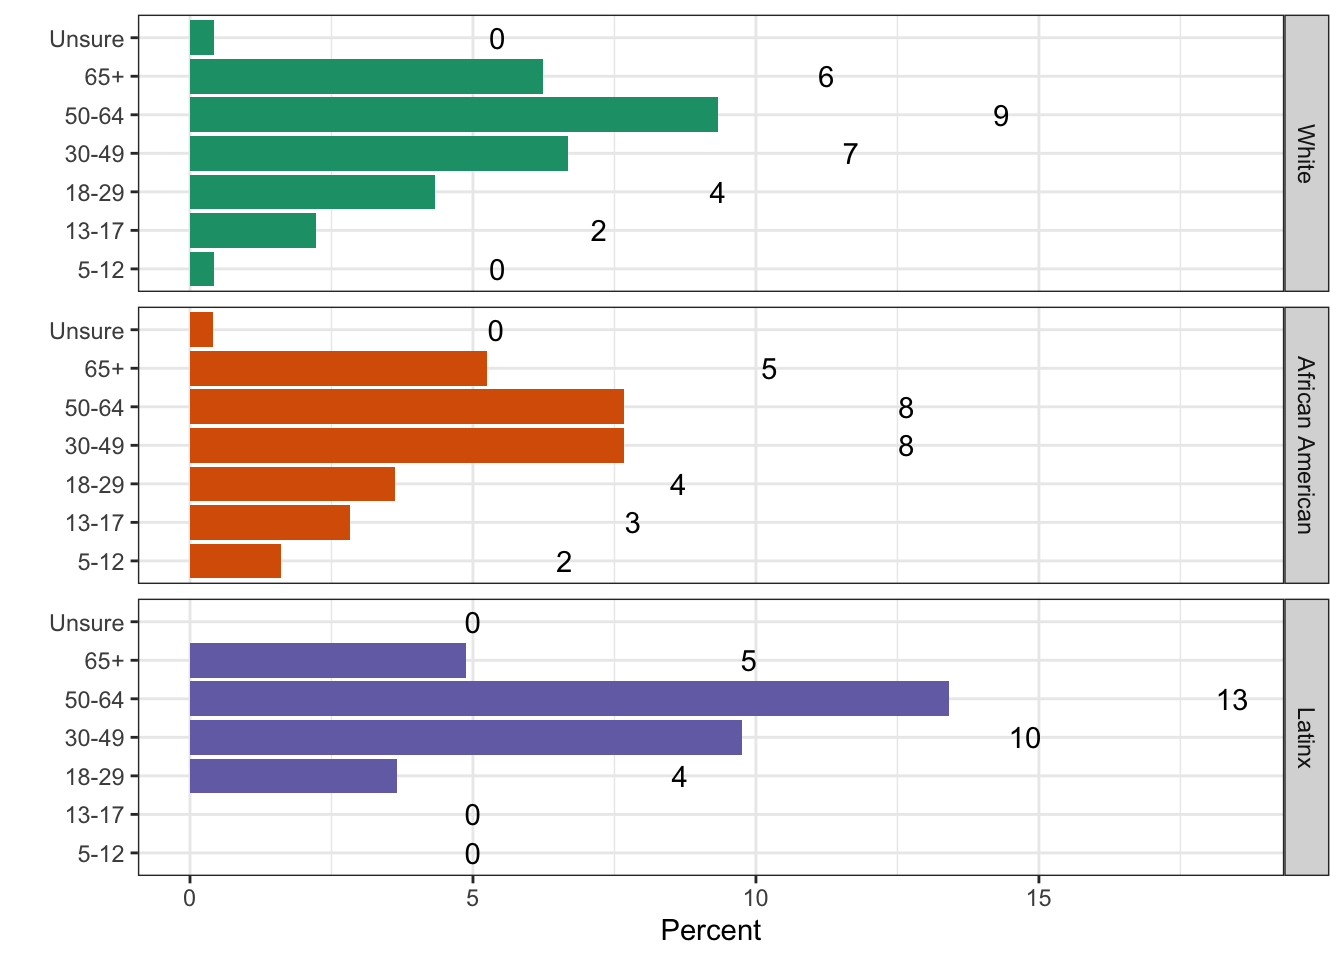 Unsure 0
65+ 6
50-64 9
30-49 7
18-29 4
13-17 2
5-12 0
White
Unsure 0
65+ 5
50-64 8
30-49 8
18-29 4
13-17 3
5-12 2
African American
Unsure 0
65+ 5
50-64 13
30-49 10
18-29 4
13-17 0
5-12 0
Latinx
0 5 10 15
Percent